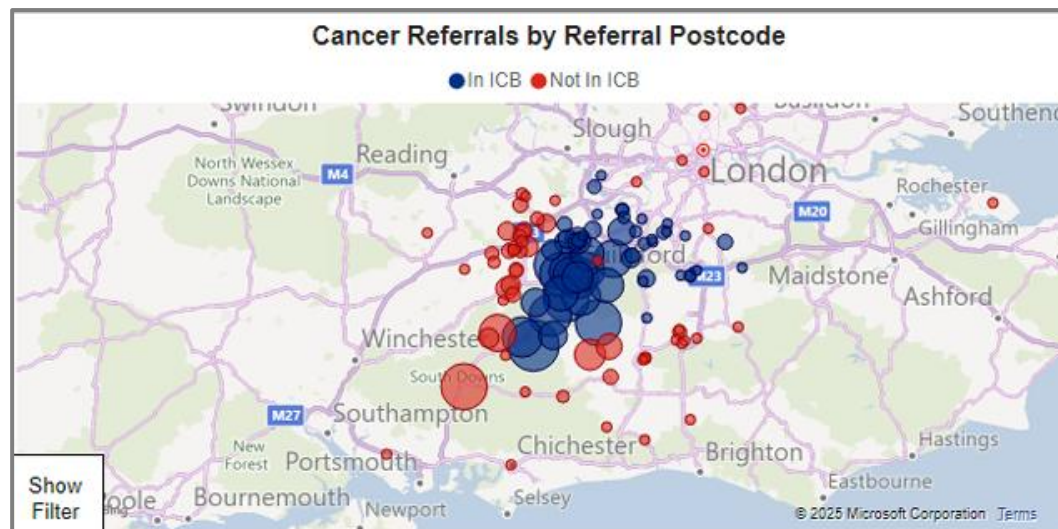 Cancer Referrals by Referral Postcode
In ICB Not In ICB
Swindon
Basildon
Southend
Slough
Reading
London
North Wessex
Downs National
Landscape
M4
Rochester
Gillingham
M20
Maidstone
M23
Ashford
Winchester
South Downs
M27
Southampton
New
Forest
Portsmouth
Chichester
Brighton
Hastings
Eastbourne
Bournemouth
Newport
Selsey
Show
Filter
© 2025 Microsoft Corporation Terms